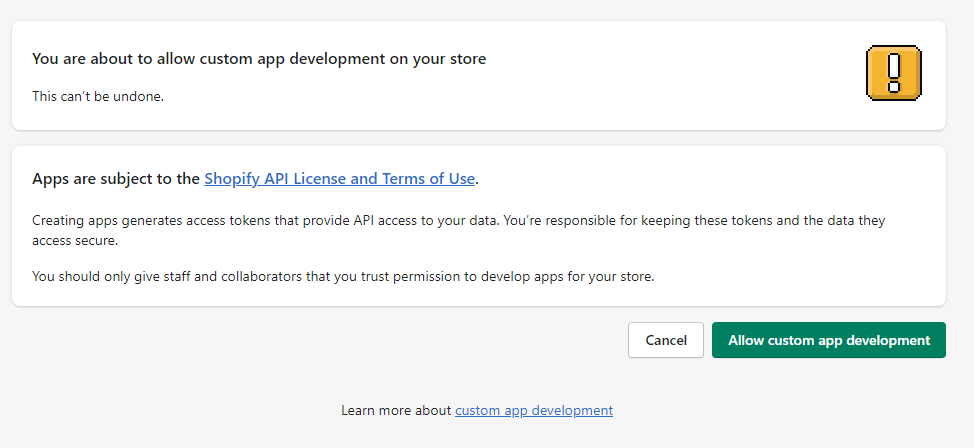 You are about to allow custom app development on your store
This can’t be undone.
Apps are subject to the Shopify API License and Terms of Use.
Creating apps generates access tokens that provide API access to your data. You’re responsible for keeping these tokens and the data they
access secure.
You should only give staff and collaborators that you trust permission to develop apps for your store.
Cancel
Allow custom app development
Learn more about custom app development